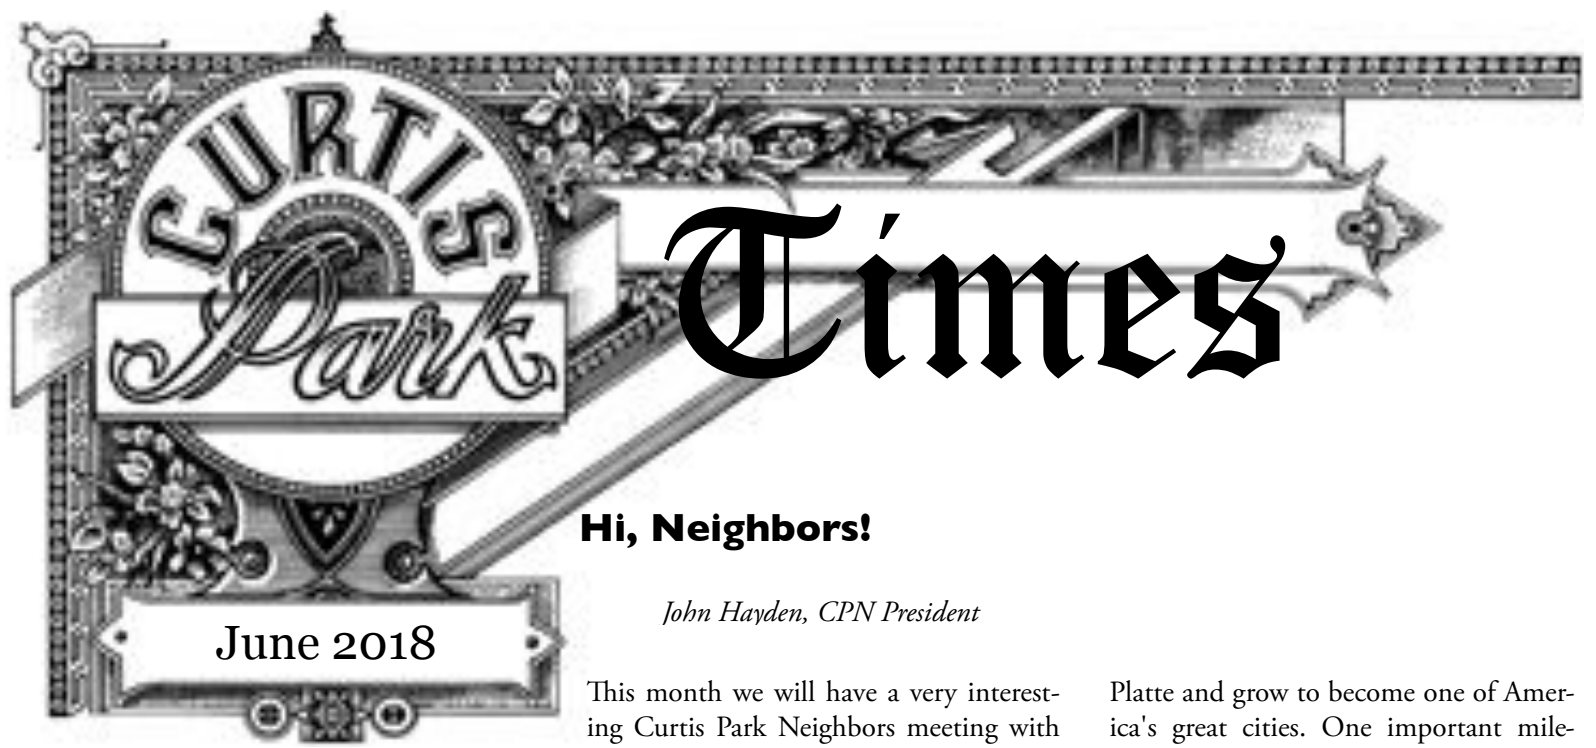 CURTIS
Park
Times
Hi, Neighbors!
John Hayden, CPN President
June 2018
This month we will have a very interest-
ing Curtis Park Neighbors meeting with
Platte and grow to become one of Amer-
ica's great cities. One important mile-